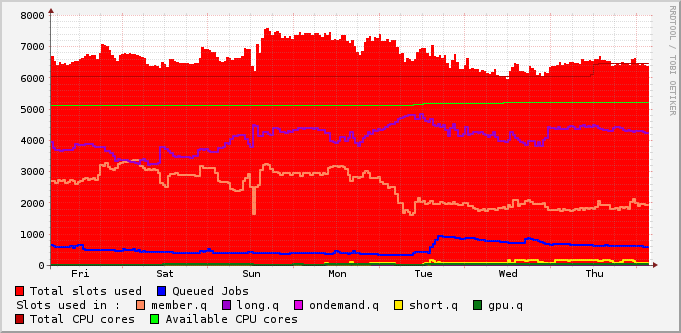 8000
7000
6000
5000
4000
3000
2000
1000
0
Fri Sat Sun Mon Tue Wed Thu
Total slots used Queued Jobs
Slots used in : member.q long.q ondemand.q short.q gpu.q
Total CPU cores Available CPU cores
RRDTOOL / TOBI OETIKER